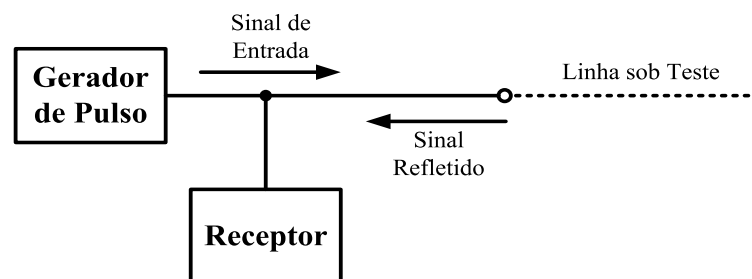 Sinal de
Entrada
Gerador
de Pulso
Linha sob Teste
Sinal
Refletido
Receptor